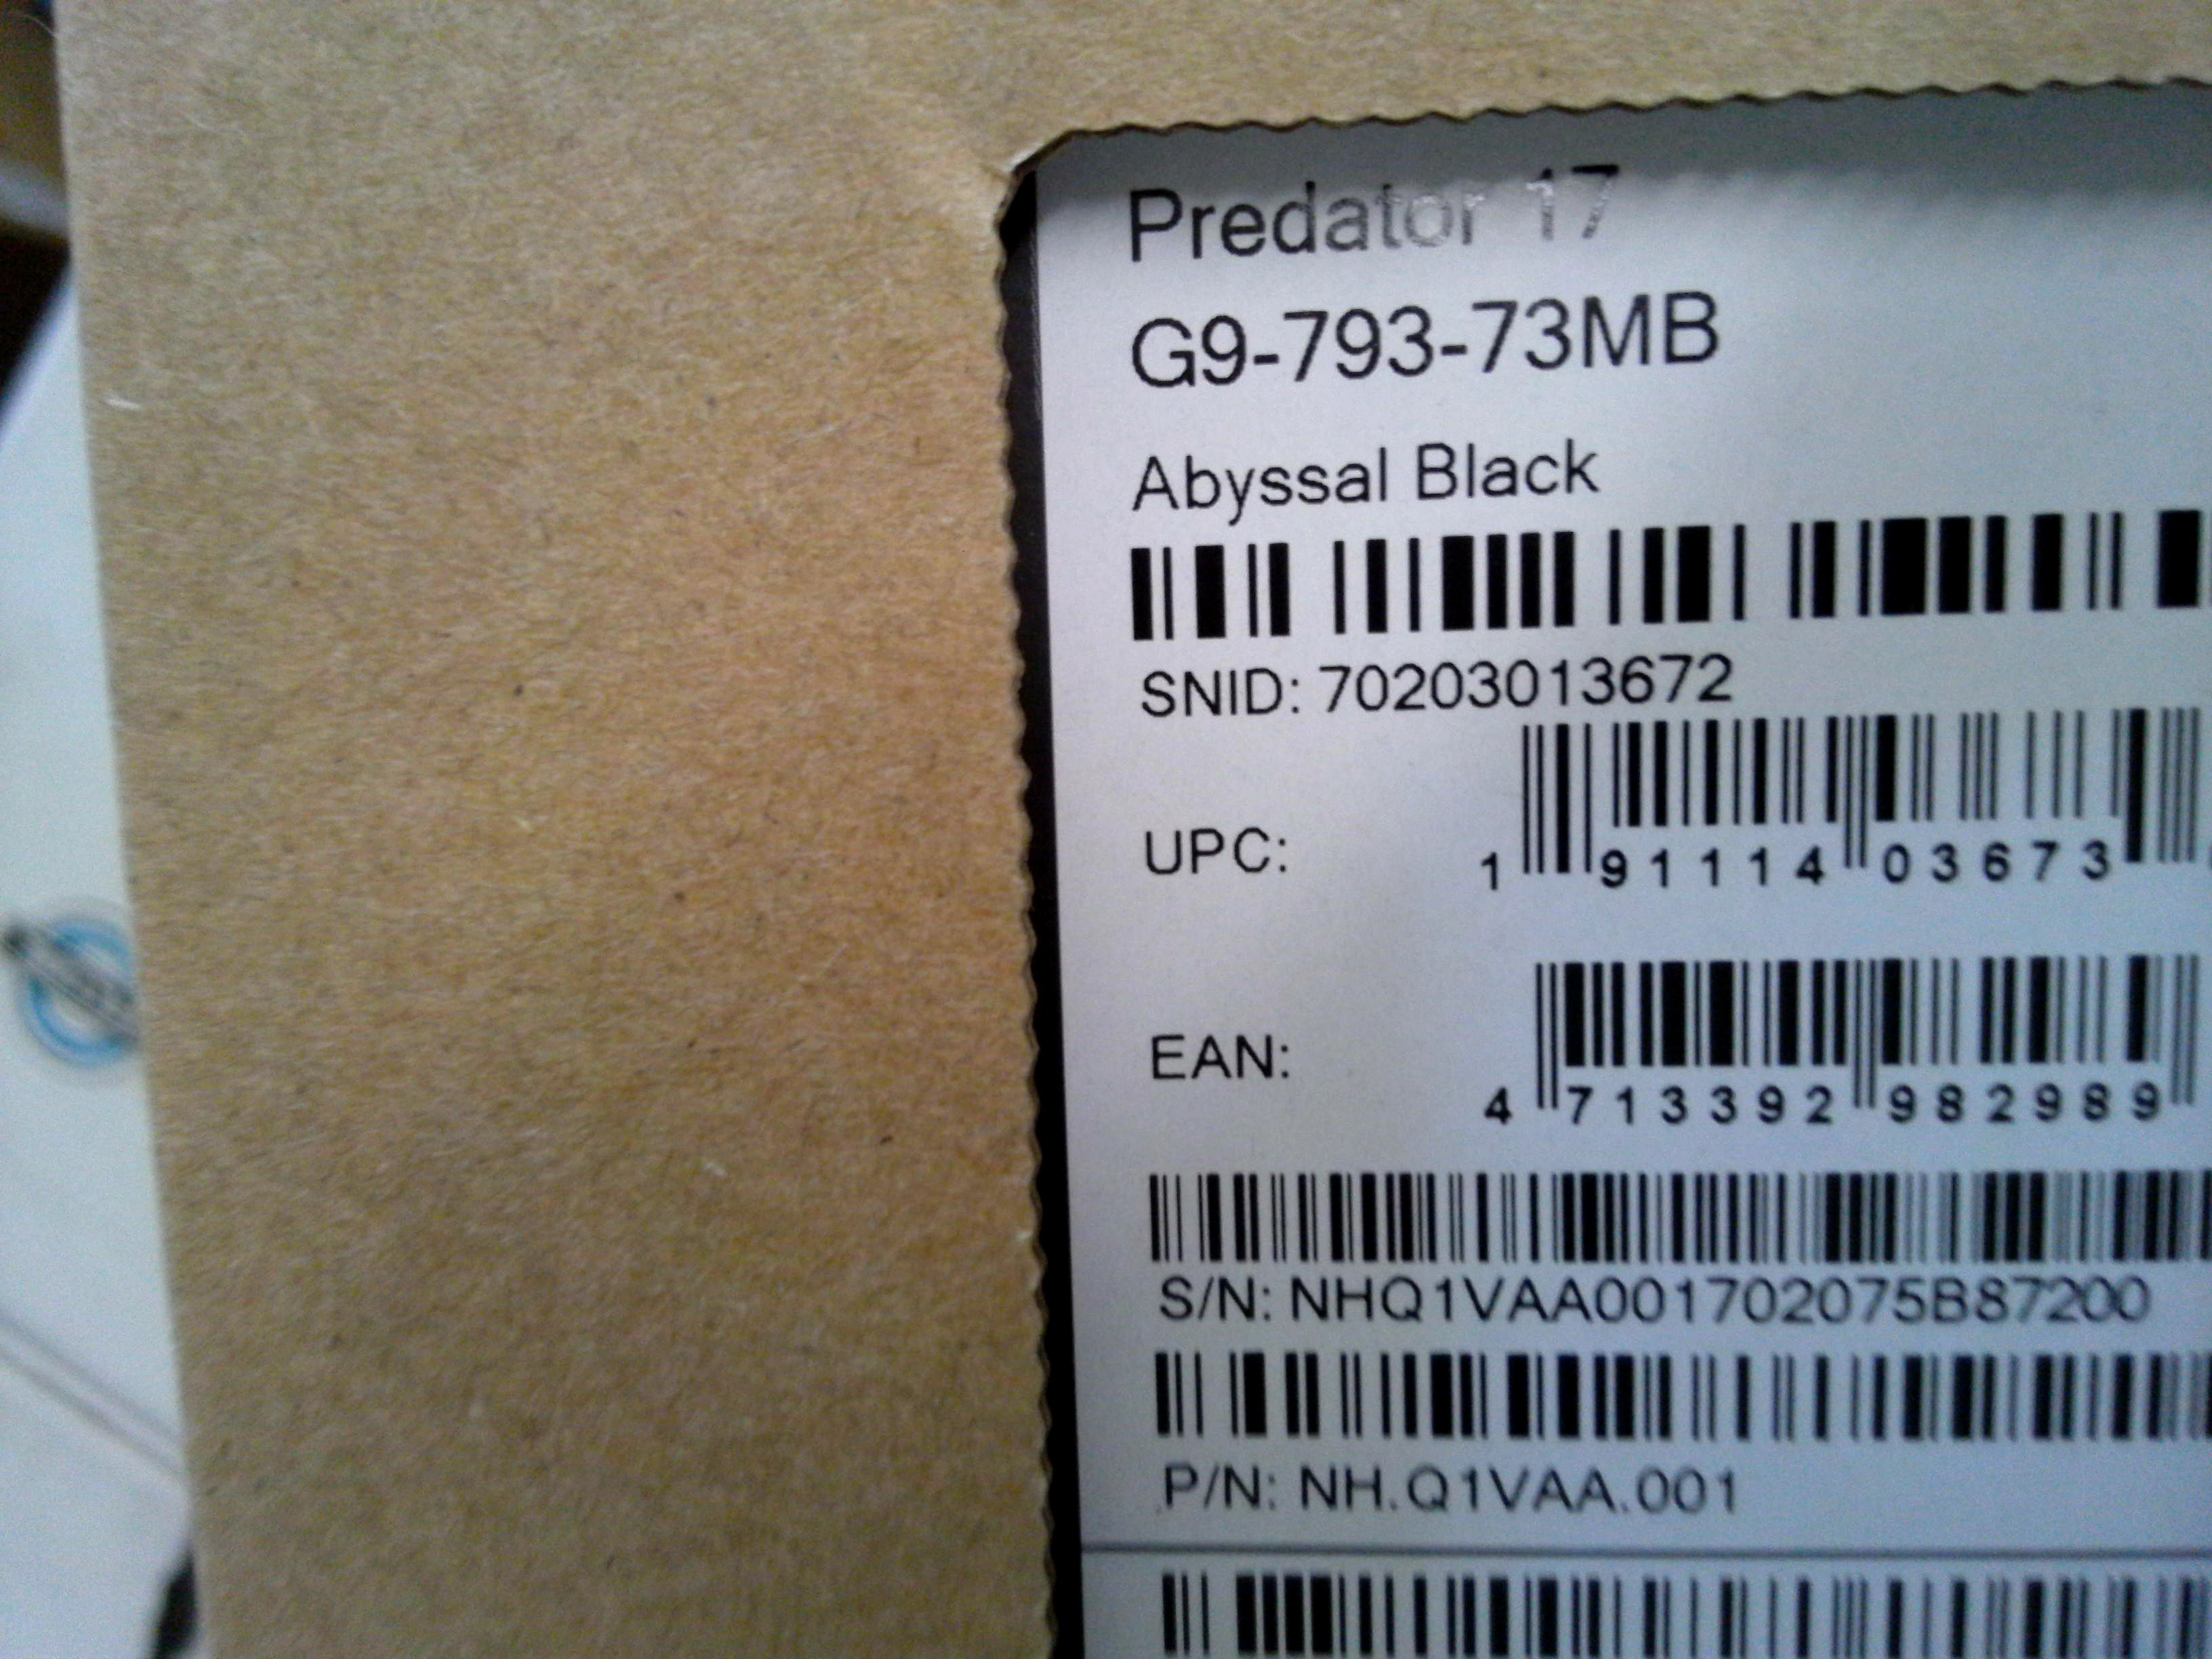 Predator 17
G9-793-73MB
Abyssal Black
SNID: 70203013672
UPC: 1 91114 03673
EAN: 4 713392 982989
S/N: NHQ1VAA001702075B87200
P/N: NH.Q1VAA.001